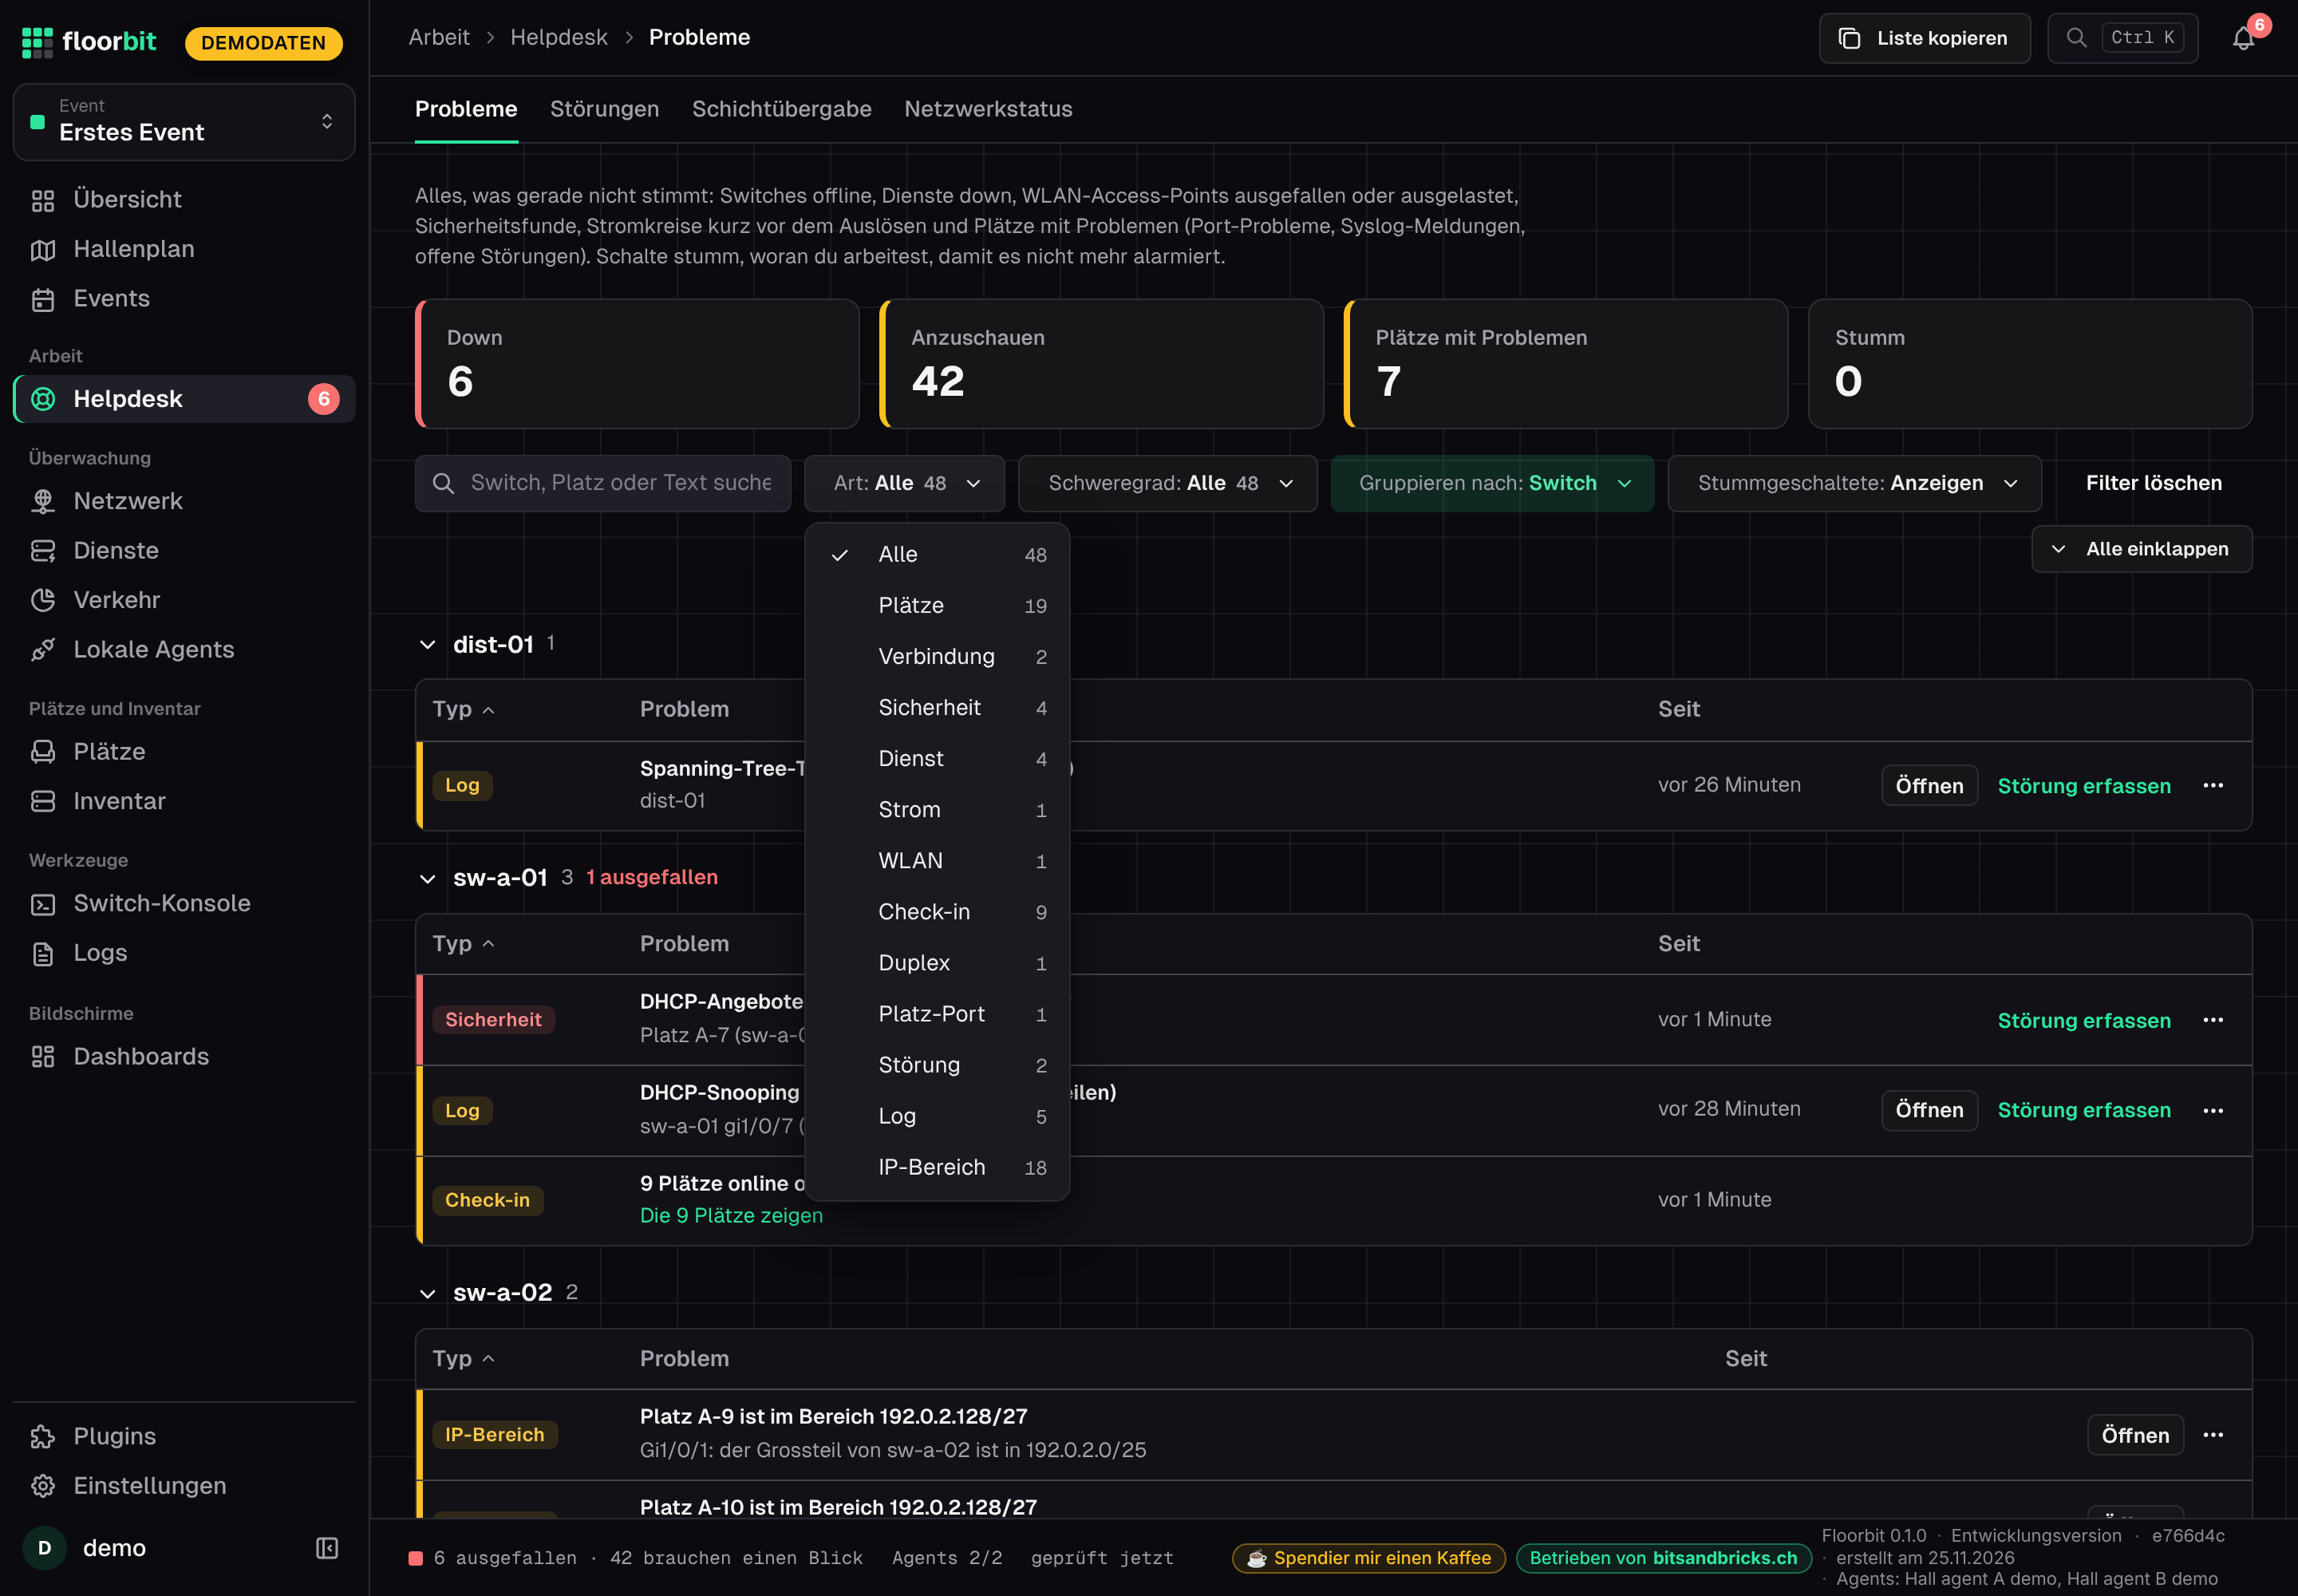 floorbit DEMODATEN
Event
Erstes Event
Übersicht
Hallenplan
Events
Arbeit
Helpdesk 6
Überwachung
Netzwerk
Dienste
Verkehr
Lokale Agents
Plätze und Inventar
Plätze
Inventar
Werkzeuge
Switch-Konsole
Logs
Bildschirme
Dashboards
Plugins
Einstellungen
D demo
Arbeit Helpdesk Probleme
Liste kopieren Ctrl K 6
Probleme Störungen Schichtübergabe Netzwerkstatus
Alles, was gerade nicht stimmt: Switches offline, Dienste down, WLAN-Access-Points ausgefallen oder ausgelastet,
Sicherheitsfunde, Stromkreise kurz vor dem Auslösen und Plätze mit Problemen (Port-Probleme, Syslog-Meldungen,
offene Störungen). Schalte stumm, woran du arbeitest, damit es nicht mehr alarmiert.
Down Anzuschauen Plätze mit Problemen Stumm
6 42 7 0
Switch, Platz oder Text suche Art: Alle 48 Schweregrad: Alle 48 Gruppieren nach: Switch Stummgeschaltete: Anzeigen Filter löschen
Alle einklappen
Alle 48
Plätze 19
Verbindung 2
Sicherheit 4
Dienst 4
Strom 1
WLAN 1
Check-in 9
Duplex 1
Platz-Port 1
Störung 2
Log 5
IP-Bereich 18
dist-01 1
Typ Problem Seit
Log Spanning-Tree-T ) vor 26 Minuten Öffnen Störung erfassen
dist-01
sw-a-01 3 1 ausgefallen
Typ Problem Seit
Sicherheit DHCP-Angebote vor 1 Minute Störung erfassen
Platz A-7 (sw-a-0
Log DHCP-Snooping eilen) vor 28 Minuten Öffnen Störung erfassen
sw-a-01 gi1/0/7 (
Check-in 9 Plätze online o vor 1 Minute
Die 9 Plätze zeigen
sw-a-02 2
Typ Problem Seit
IP-Bereich Platz A-9 ist im Bereich 192.0.2.128/27 Öffnen
Gi1/0/1: der Grossteil von sw-a-02 ist in 192.0.2.0/25
Platz A-10 ist im Bereich 192.0.2.128/27
6 ausgefallen · 42 brauchen einen Blick Agents 2/2 geprüft jetzt
☕ Spendier mir einen Kaffee Betrieben von bitsandbricks.ch
Floorbit 0.1.0 · Entwicklungsversion · e766d4c
· erstellt am 25.11.2026
· Agents: Hall agent A demo, Hall agent B demo